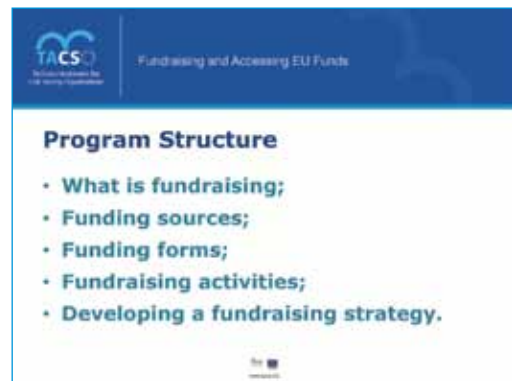 TACSO
Fundraising and Accessing EU Funds
Program Structure
• What is fundraising;
• Funding sources;
• Funding forms;
• Fundraising activities;
• Developing a fundraising strategy.